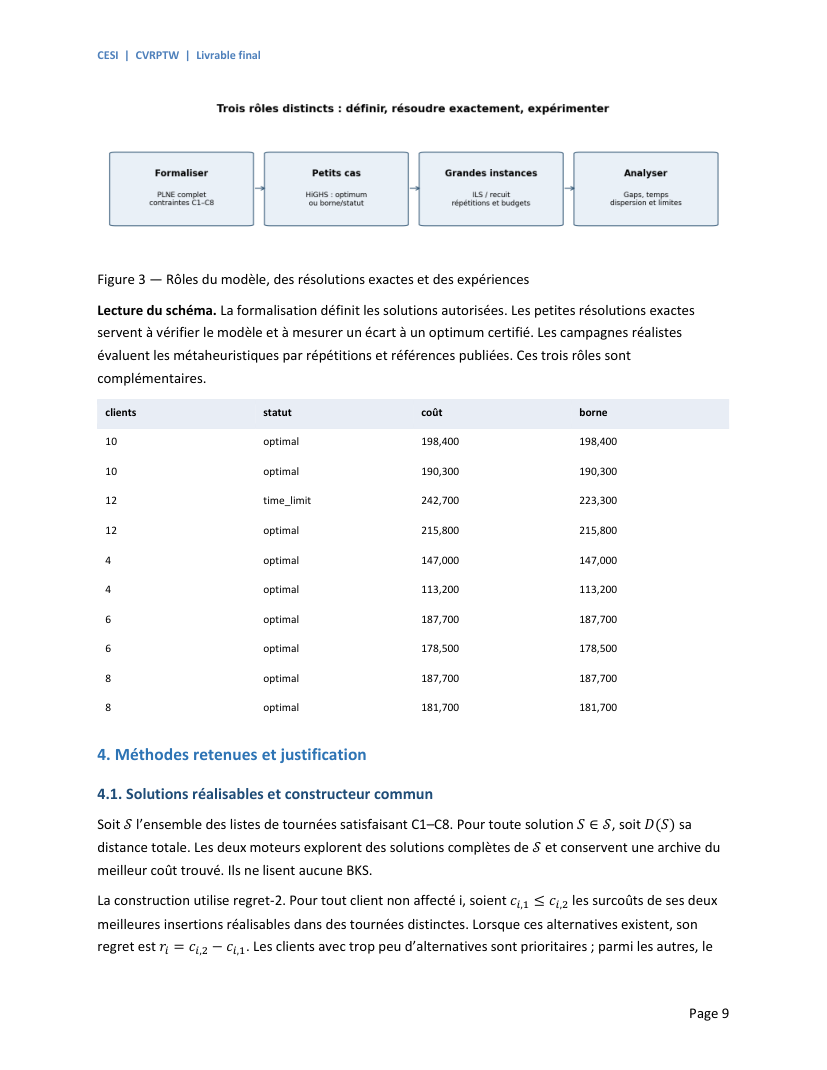 CESI | CVRPTW | Livrable final
Trois rôles distincts : définir, résoudre exactement, expérimenter
Formaliser
PLNE complet
contraintes C1–C8
Petits cas
HiGHS : optimum
ou borne/statut
Grandes instances
ILS / recuit
répétitions et budgets
Analyser
Gaps, temps
dispersion et limites
Figure 3 — Rôles du modèle, des résolutions exactes et des expériences
Lecture du schéma. La formalisation définit les solutions autorisées. Les petites résolutions exactes
servent à vérifier le modèle et à mesurer un écart à un optimum certifié. Les campagnes réalistes
évaluent les métaheuristiques par répétitions et références publiées. Ces trois rôles sont
complémentaires.
clients statut coût borne
10 optimal 198,400 198,400
10 optimal 190,300 190,300
12 time_limit 242,700 223,300
12 optimal 215,800 215,800
4 optimal 147,000 147,000
4 optimal 113,200 113,200
6 optimal 187,700 187,700
6 optimal 178,500 178,500
8 optimal 187,700 187,700
8 optimal 181,700 181,700
4. Méthodes retenues et justification
4.1. Solutions réalisables et constructeur commun
Soit 𝒮 l’ensemble des listes de tournées satisfaisant C1–C8. Pour toute solution 𝑆 ∈ 𝒮, soit 𝐷(𝑆) sa
distance totale. Les deux moteurs explorent des solutions complètes de 𝒮 et conservent une archive du
meilleur coût trouvé. Ils ne lisent aucune BKS.
La construction utilise regret-2. Pour tout client non affecté i, soient 𝑐𝑖,1 ≤ 𝑐𝑖,2 les surcoûts de ses deux
meilleures insertions réalisables dans des tournées distinctes. Lorsque ces alternatives existent, son
regret est 𝑟𝑖 = 𝑐𝑖,2 − 𝑐𝑖,1. Les clients avec trop peu d’alternatives sont prioritaires ; parmi les autres, le
Page 9